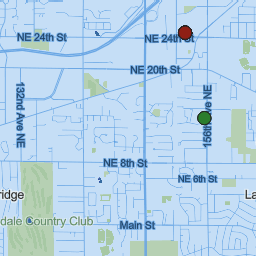 NE 24th St
NE 24th St
NE 20th St
132nd Ave NE
156th Ave NE
NE 8th St
NE 6th St
ridge
La
dale Country Club
Main St